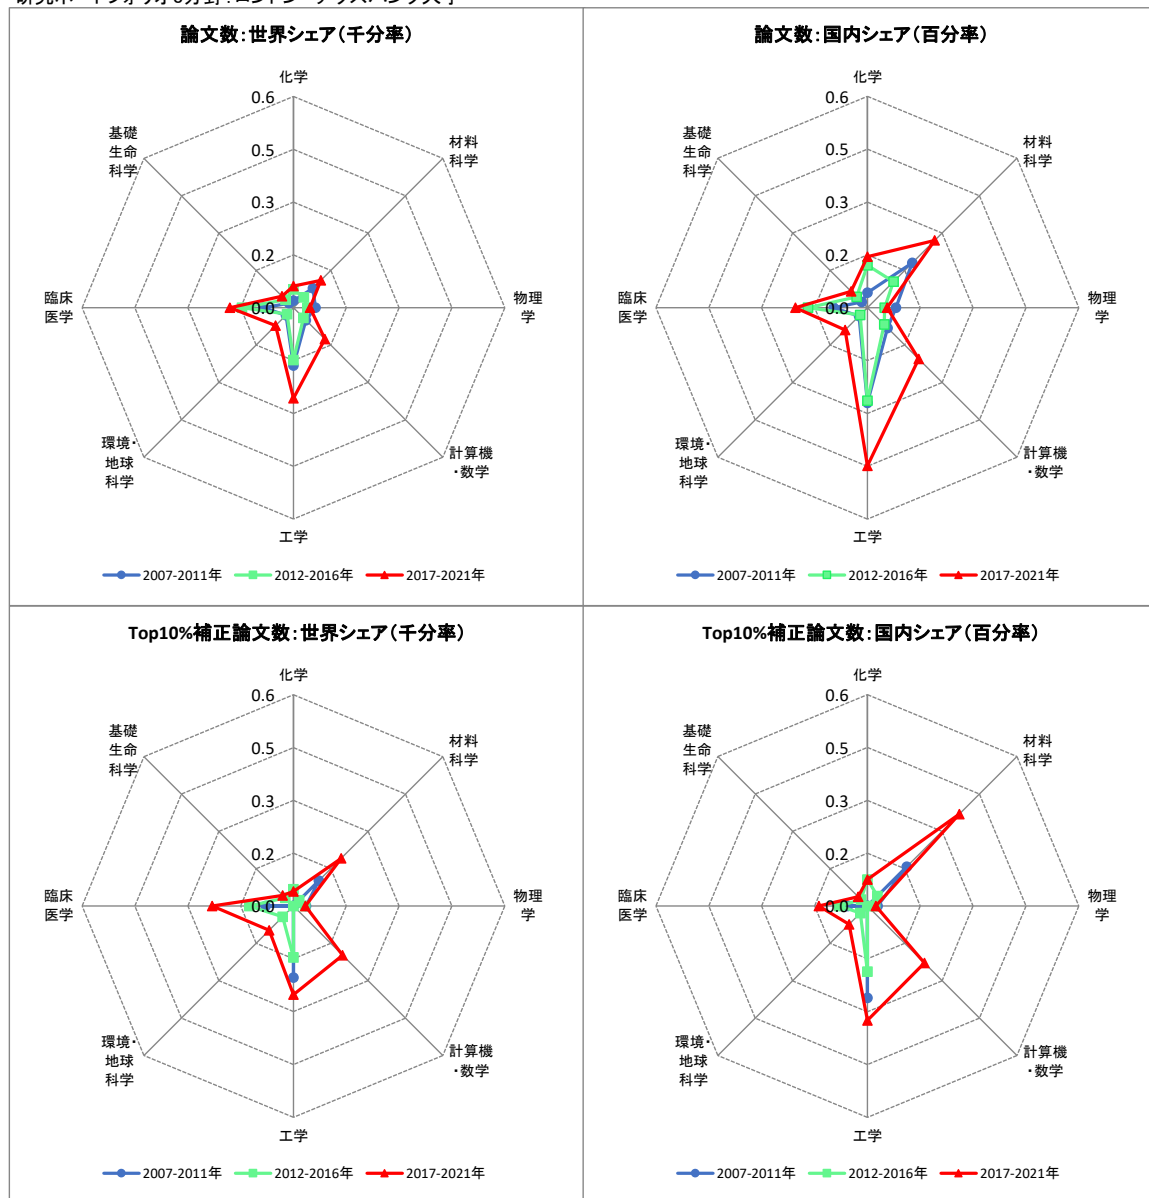 論文数：世界シェア（千分率）
化学
0.6
0.5
0.3
0.2
0.0
材料
科学
物理
学
計算機
・数学
工学
環境・
地球
科学
臨床
医学
基礎
生命
科学
2007-2011年
2012-2016年
2017-2021年
論文数：国内シェア（百分率）
化学
0.6
0.5
0.3
0.2
0.0
材料
科学
物理
学
計算機
・数学
工学
環境・
地球
科学
臨床
医学
基礎
生命
科学
2007-2011年
2012-2016年
2017-2021年
Top10%補正論文数：世界シェア（千分率）
化学
0.6
0.5
0.3
0.2
0.0
材料
科学
物理
学
計算機
・数学
工学
環境・
地球
科学
臨床
医学
基礎
生命
科学
2007-2011年
2012-2016年
2017-2021年
Top10%補正論文数：国内シェア（百分率）
化学
0.6
0.5
0.3
0.2
0.0
材料
科学
物理
学
計算機
・数学
工学
環境・
地球
科学
臨床
医学
基礎
生命
科学
2007-2011年
2012-2016年
2017-2021年